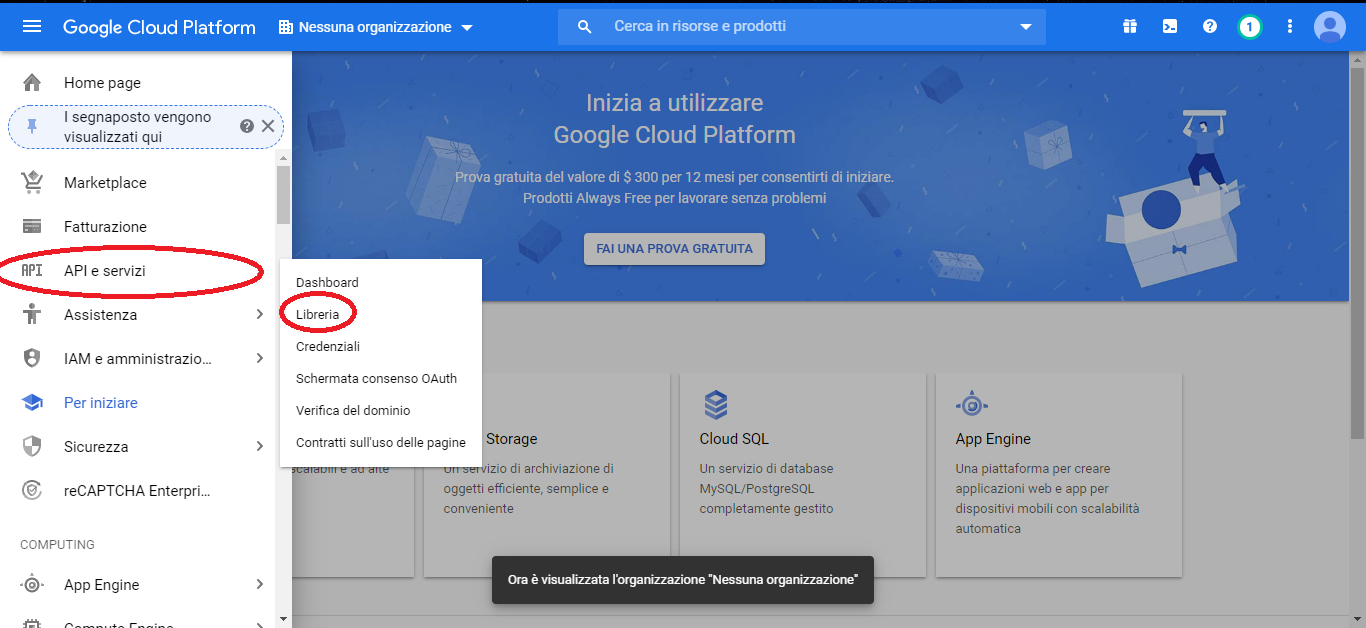 Google Cloud Platform
Nessuna organizzazione
Cerca in risorse e prodotti
1
Home page
I segnaposto vengono
visualizzati qui
Marketplace
Fatturazione
API
API e servizi
Assistenza
IAM e amministrazio...
Per iniziare
Sicurezza
reCAPTCHA Enterpri...
COMPUTING
App Engine
Compute Engine
Dashboard
Libreria
Credenziali
Schermata consenso OAuth
Verifica del dominio
Contratti sull'uso delle pagine
Inizia a utilizzare
Google Cloud Platform
Prova gratuita del valore di $ 300 per 12 mesi per consentirti di iniziare.
Prodotti Always Free per lavorare senza problemi
FAI UNA PROVA GRATUITA
scalabili e ad alte
Storage
Un servizio di archiviazione di
oggetti efficiente, semplice e
conveniente
Cloud SQL
Un servizio di database
MySQL/PostgreSQL
completamente gestito
App Engine
Una piattaforma per creare
applicazioni web e app per
dispositivi mobili con scalabilità
automatica
Ora è visualizzata l'organizzazione "Nessuna organizzazione"